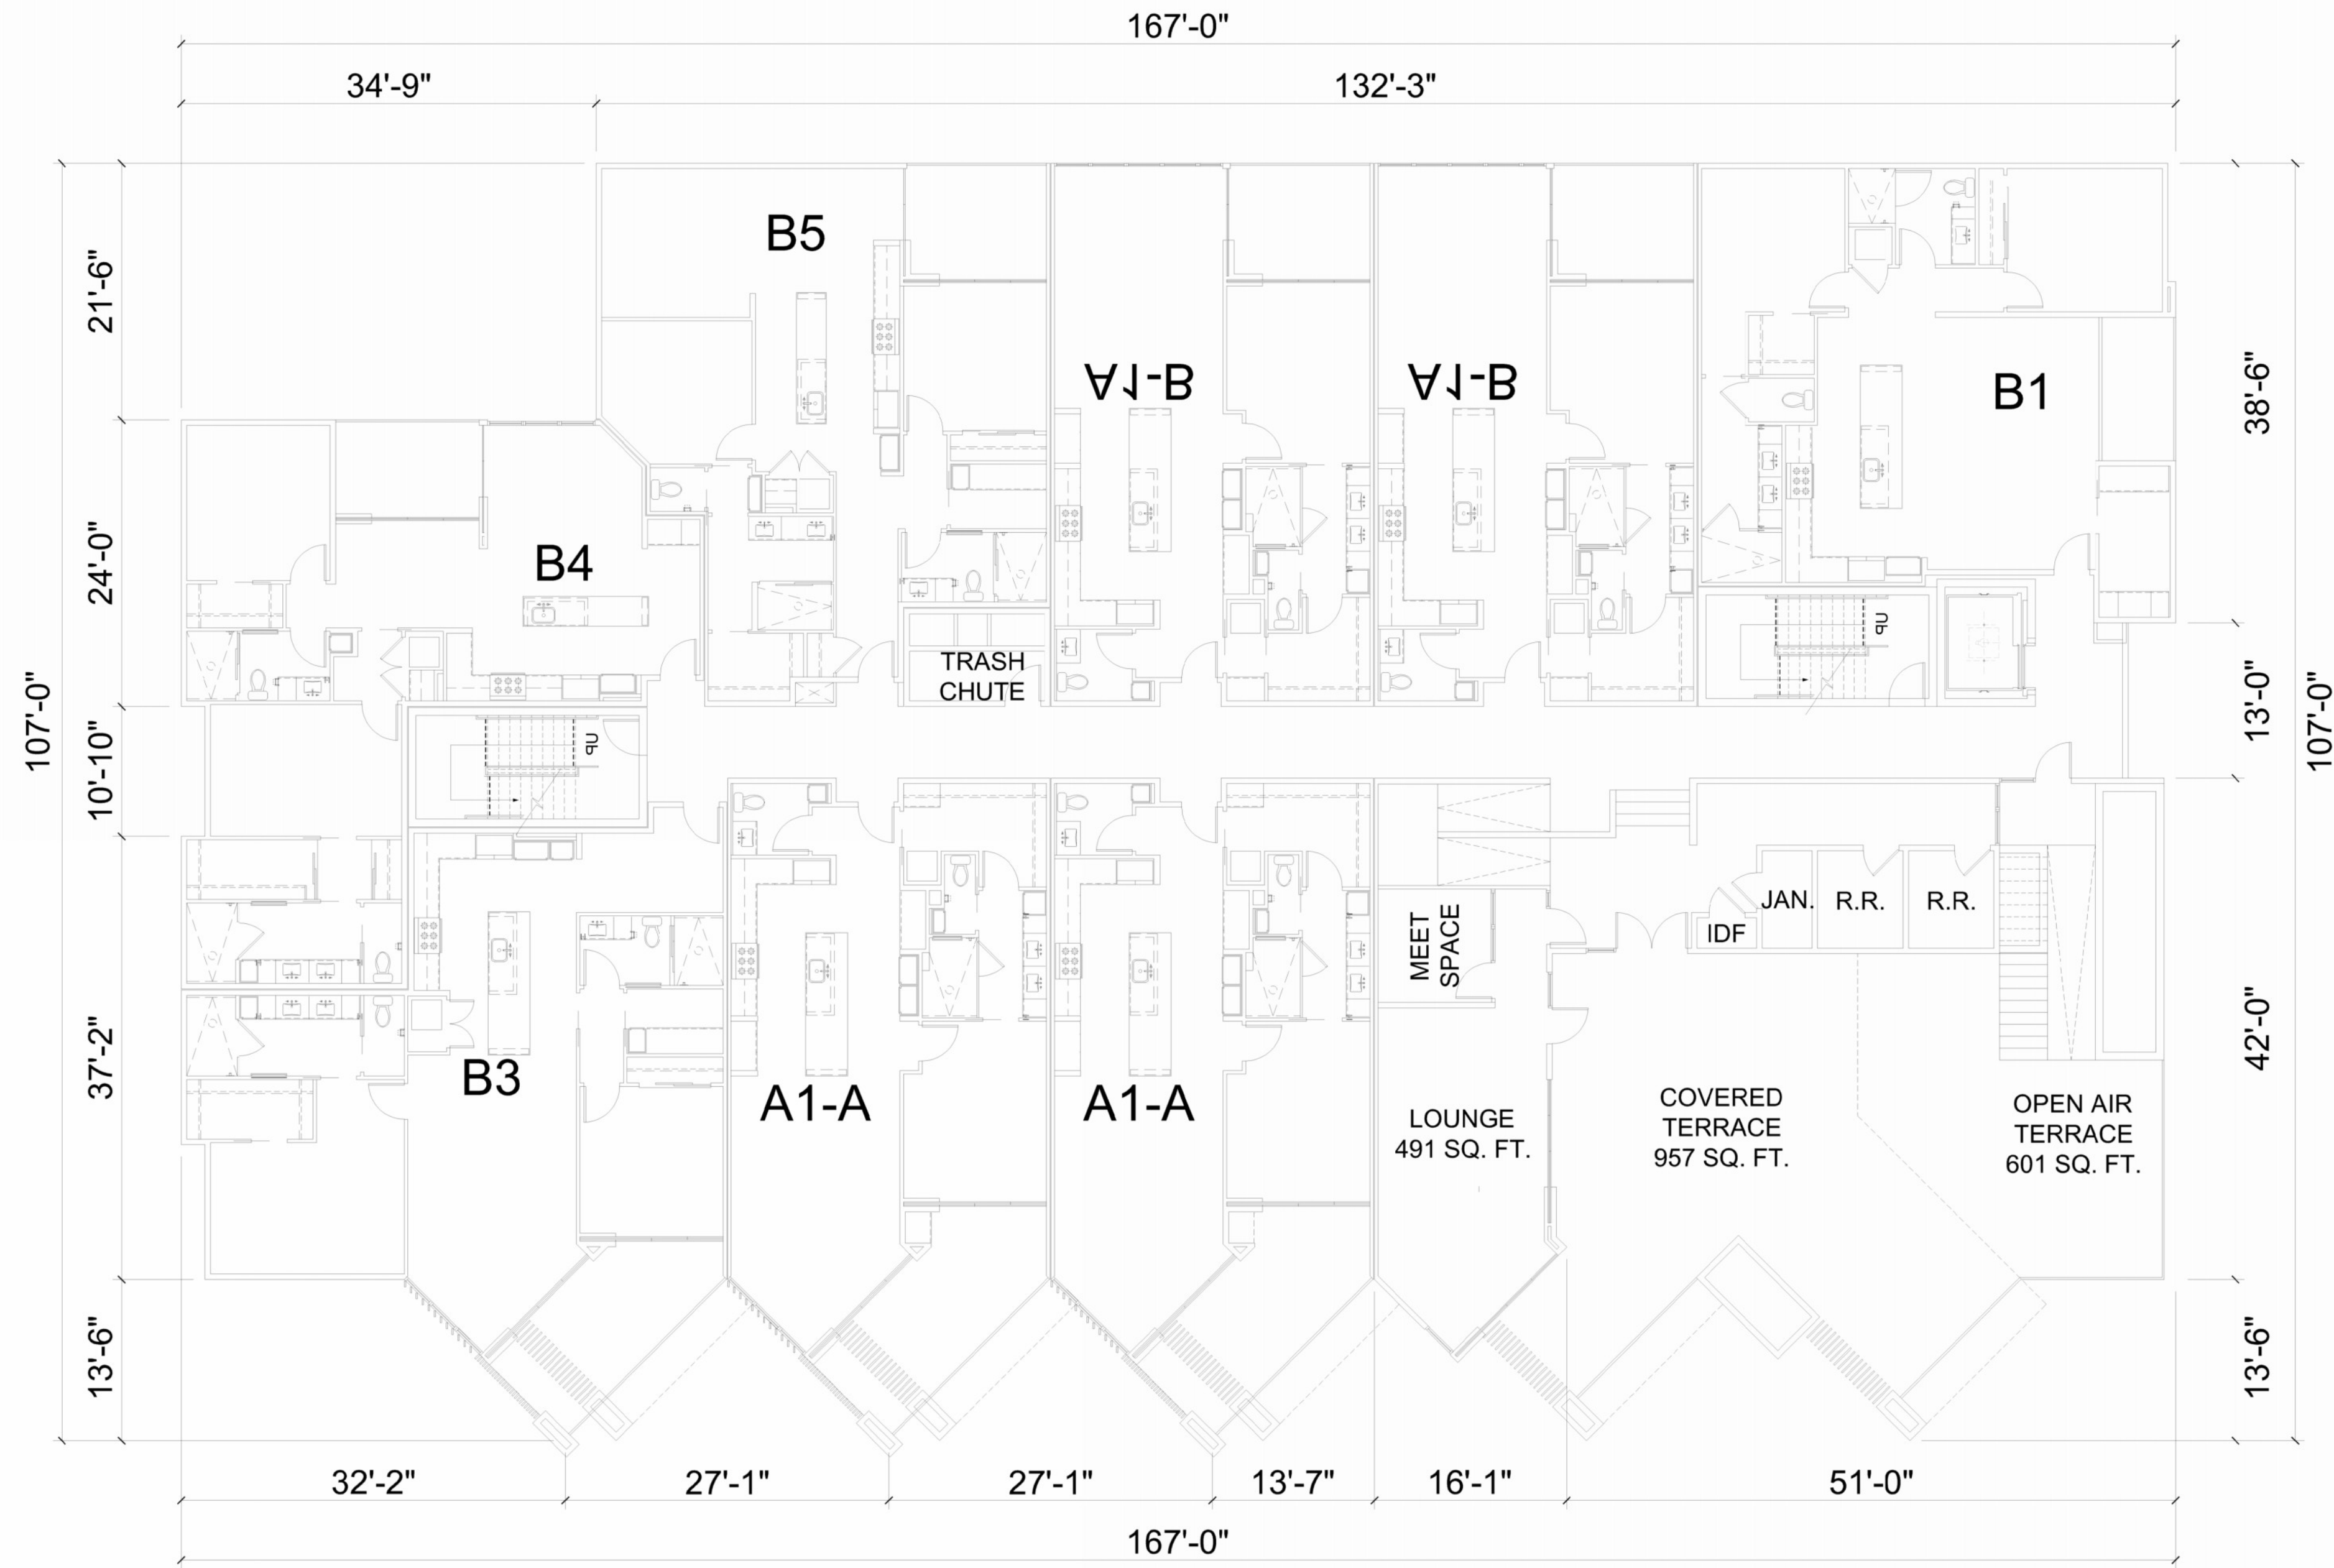 167'-0"
34'-9"
132'-3"
B5
A1-B
A1-B
B1
B4
21'-6"
24'-0"
10'-10"
37'-2"
13'-6"
107'-0"
38'-6"
13'-0"
42'-0"
13'-6"
107'-0"
UP
UP
TRASH
CHUTE
MEET
SPACE
IDF
JAN.
R.R.
R.R.
B3
A1-A
A1-A
LOUNGE
491 SQ. FT.
COVERED
TERRACE
957 SQ. FT.
OPEN AIR
TERRACE
601 SQ. FT.
32'-2"
27'-1"
27'-1"
13'-7"
16'-1"
51'-0"
167'-0"